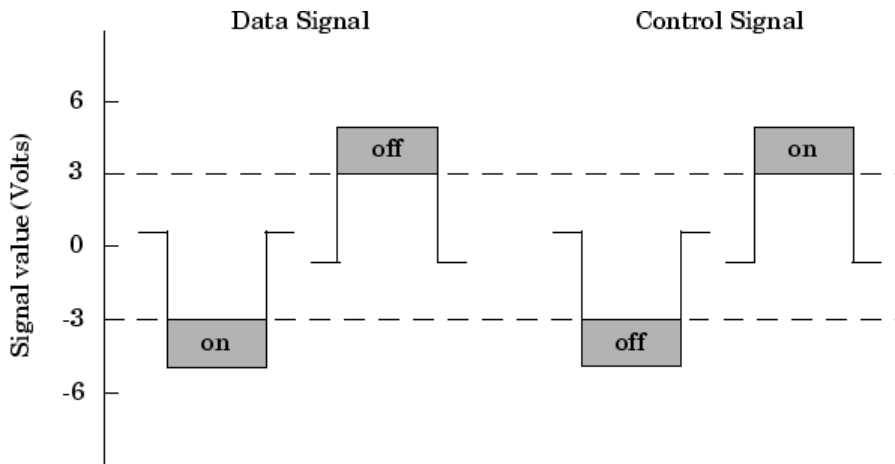 Data Signal
Control Signal
Signal value (Volts)
6
3
0
-3
-6
off
on
on
off